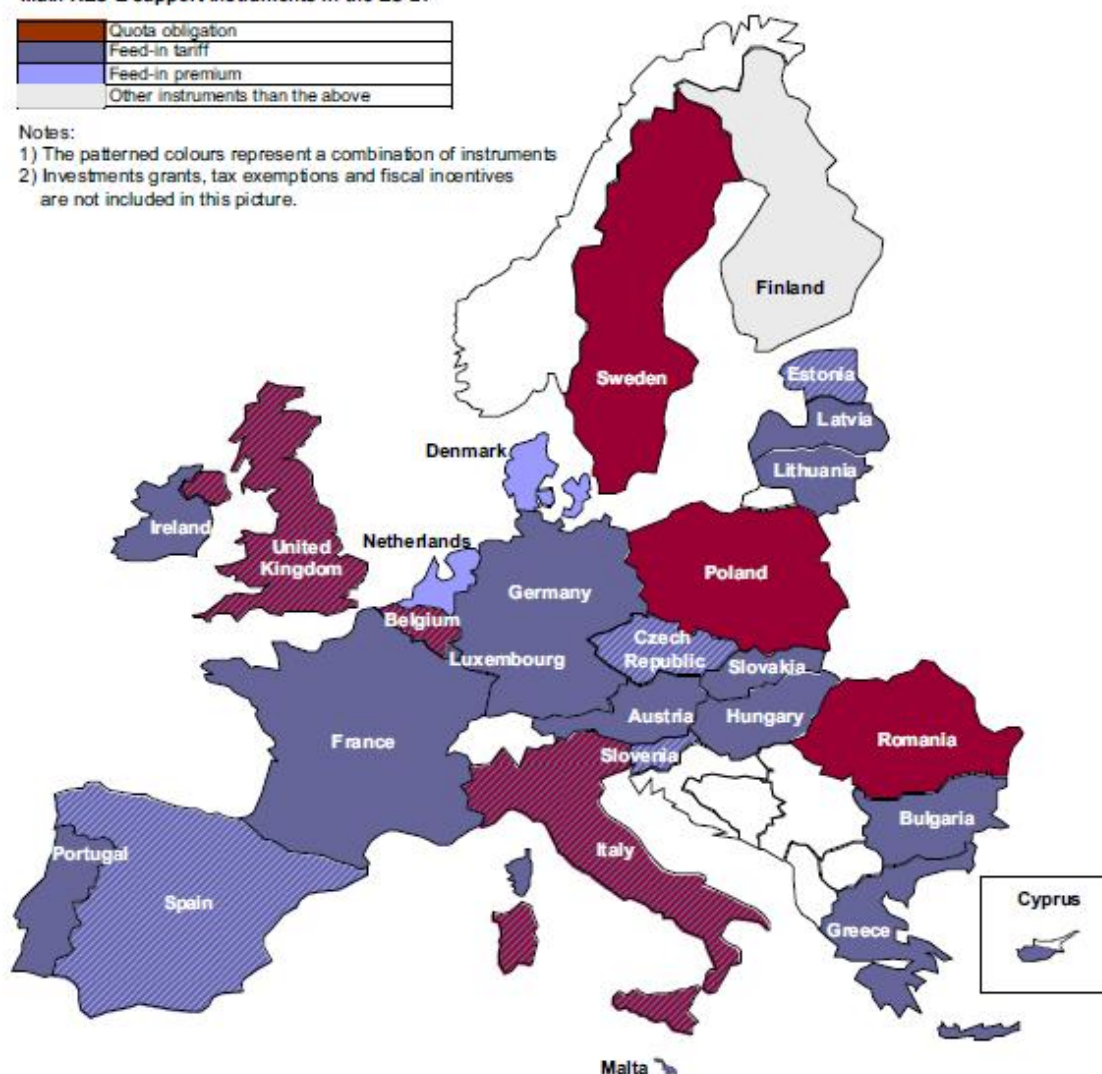 Quota obligation
Feed-in tariff
Feed-in premium
Other instruments than the above
Notes:
1) The patterned colours represent a combination of instruments
2) Investments grants, tax exemptions and fiscal incentives
are not included in this picture.
Finland
Sweden
Estonia
Latvia
Lithuania
Denmark
Ireland
United
Kingdom
Netherlands
Germany
Poland
Belgium
Czech
Republic
Luxembourg
Slovakia
Austria
Hungary
France
Slovenia
Romania
Bulgaria
Italy
Portugal
Spain
Cyprus
Greece
Malta